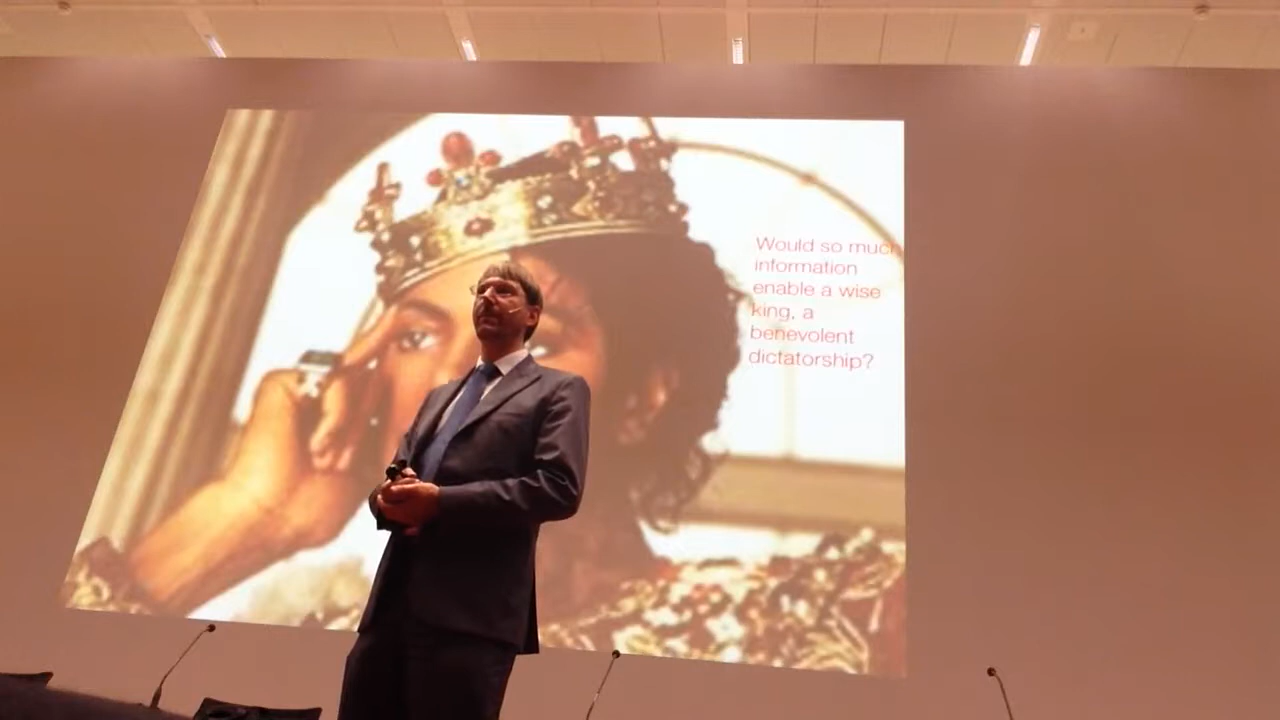 Would so much
information
enable a wise
king, a
benevolent
dictatorship?